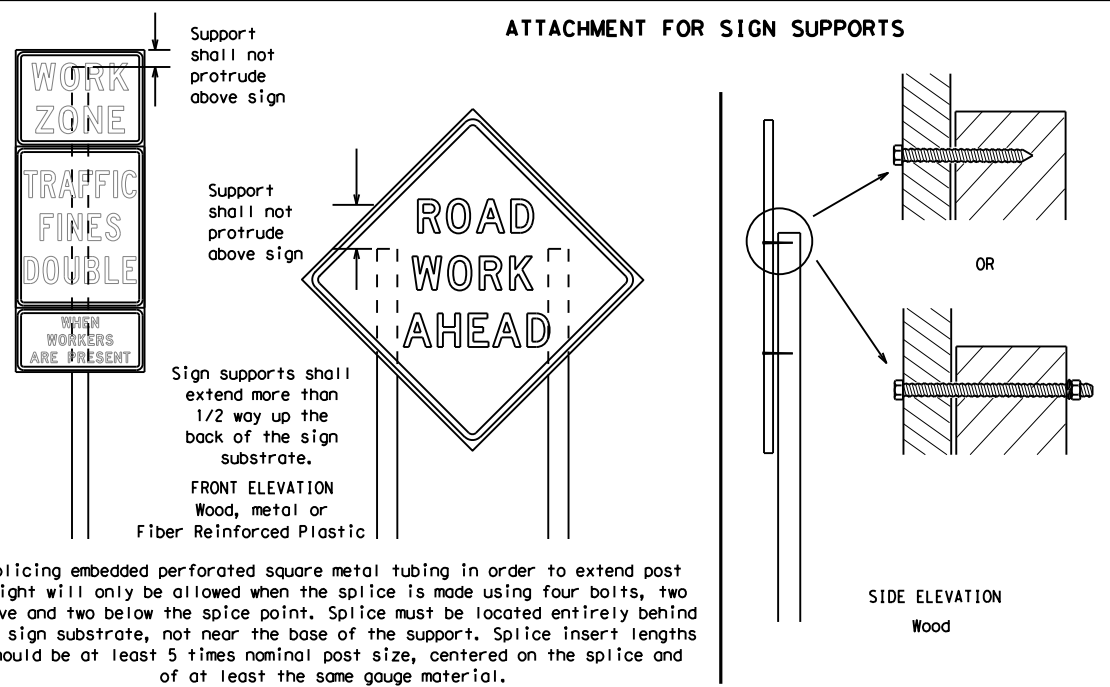 ATTACHMENT FOR SIGN SUPPORTS
Support
shall not
protrude
above sign
WORK
ZONE
TRAFFIC
FINES
DOUBLE
WHEN
WORKERS
ARE PRESENT
Support
shall not
protrude
above sign
ROAD
WORK
AHEAD
Sign supports shall
extend more than
1/2 way up the
back of the sign
substrate.
FRONT ELEVATION
Wood, metal or
Fiber Reinforced Plastic
plicing embedded perforated square metal tubing in order to extend post
ight will only be allowed when the splice is made using four bolts, two
ve and two below the spice point. Splice must be located entirely behind
sign substrate, not near the base of the support. Splice insert lengths
ould be at least 5 times nominal post size, centered on the splice and
of at least the same gauge material.
OR
SIDE ELEVATION
Wood